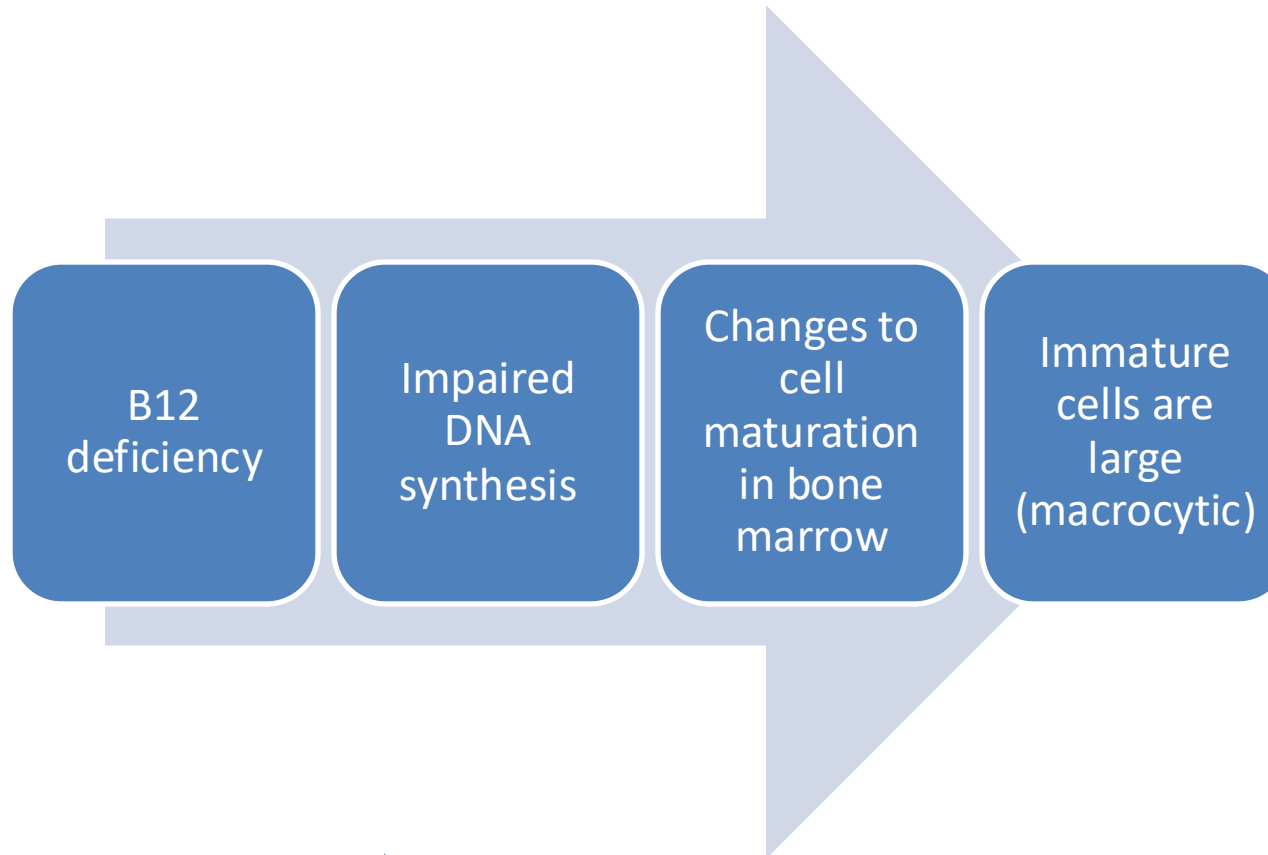 B12
deficiency
Impaired
DNA
synthesis
Changes to
cell
maturation
in bone
marrow
Immature
cells are
large
(macrocytic)